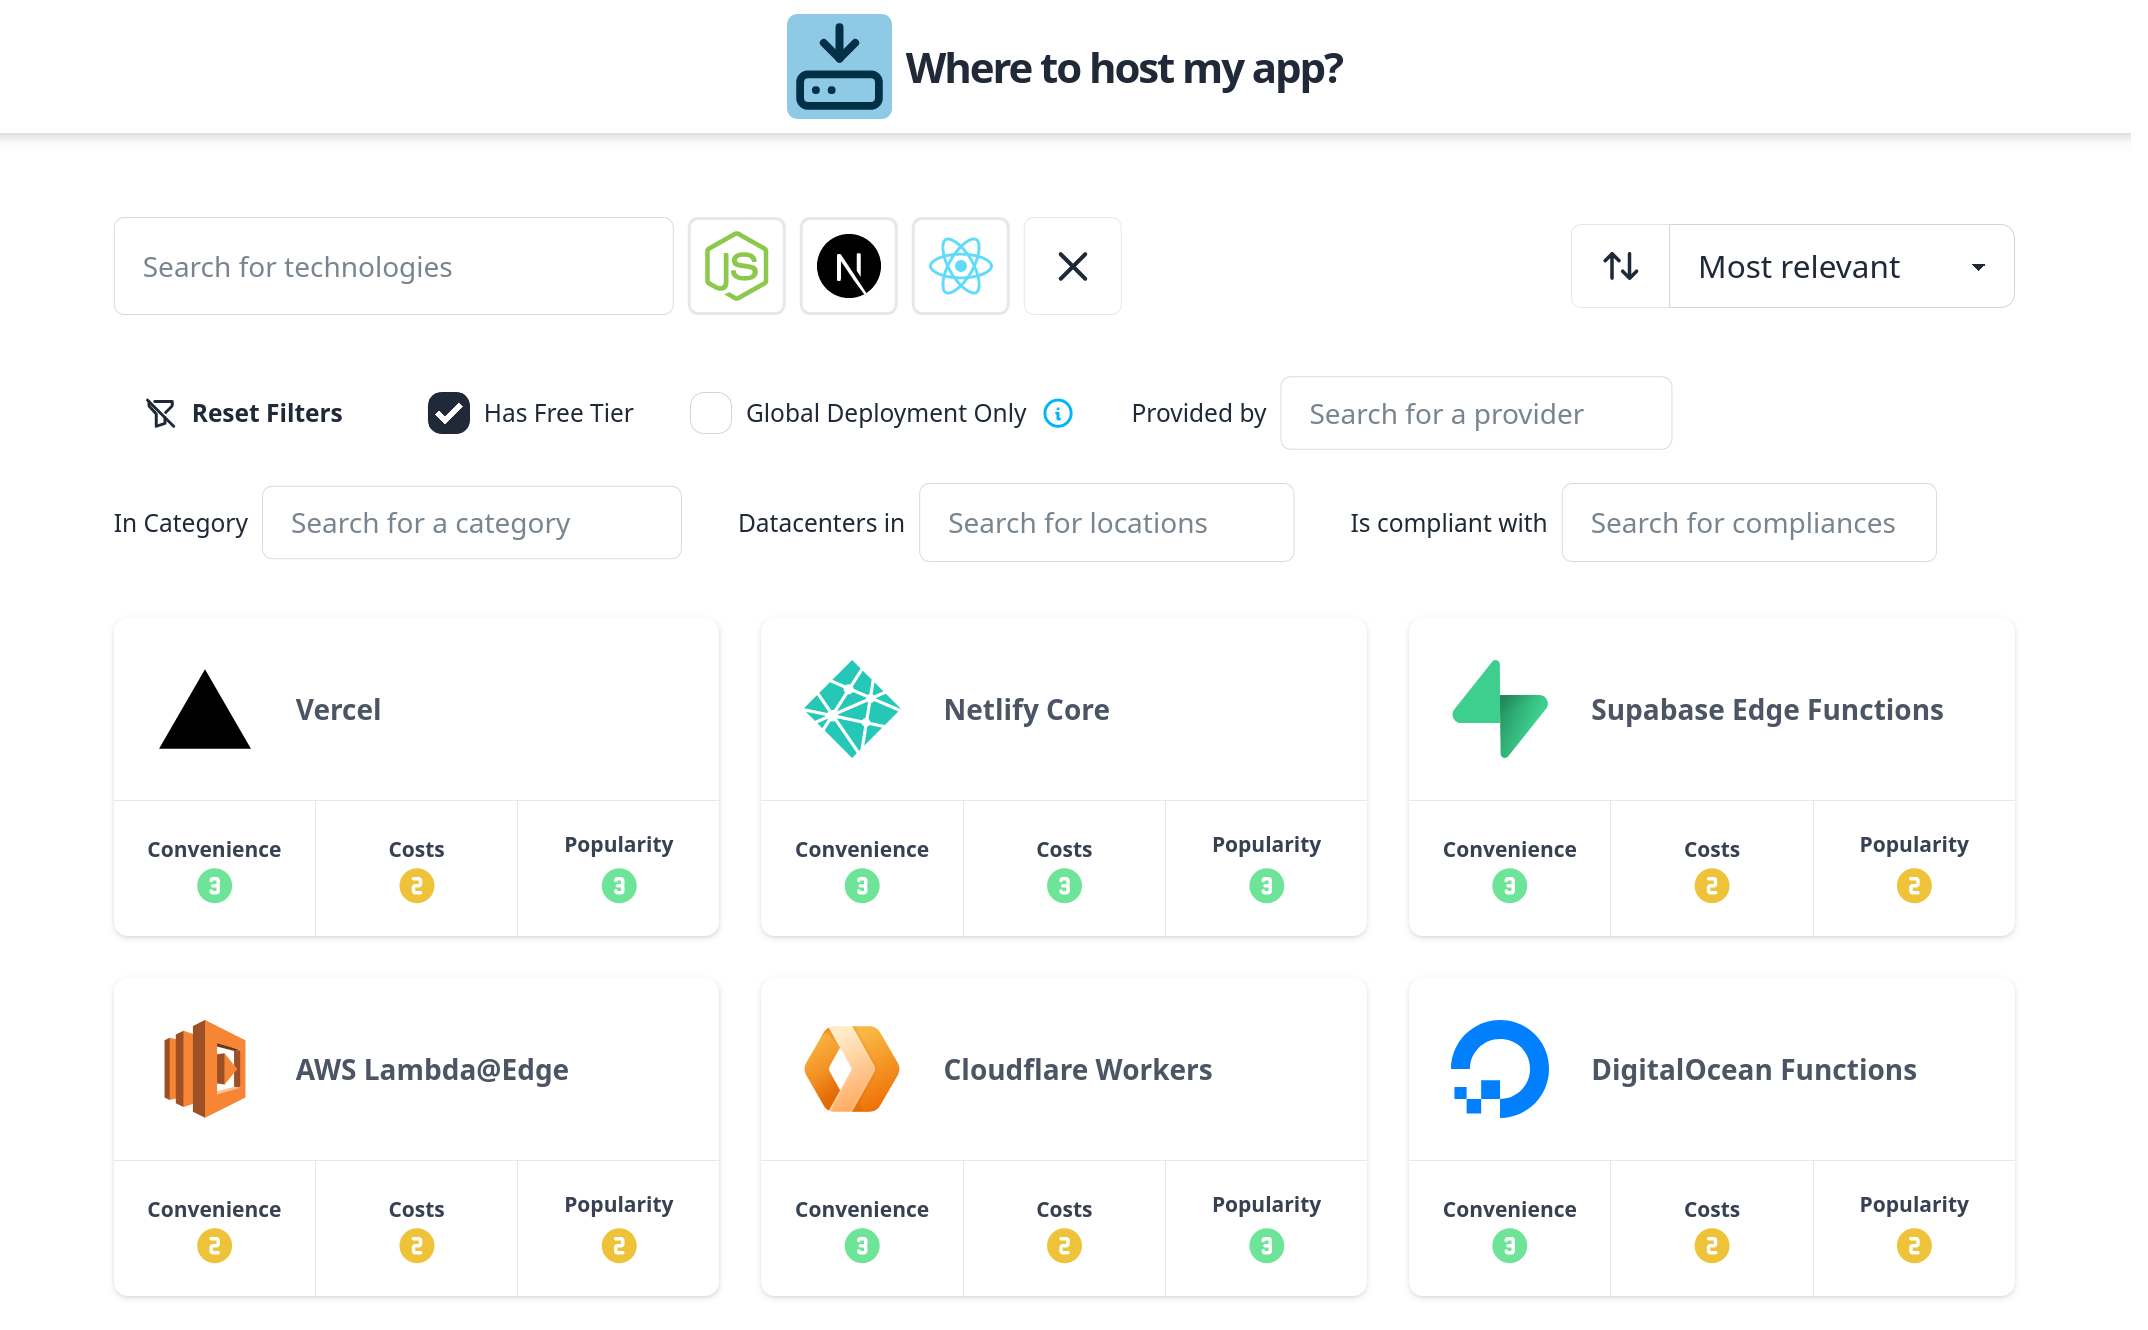 Where to host my app?
Search for technologies
JS
N
Most relevant
Reset Filters
Has Free Tier
Global Deployment Only
Provided by
Search for a provider
In Category
Search for a category
Datacenters in
Search for locations
Is compliant with
Search for compliances
Vercel
Convenience
Costs
Popularity
3
2
3
Netlify Core
Convenience
Costs
Popularity
3
3
3
Supabase Edge Functions
Convenience
Costs
Popularity
3
2
2
AWS Lambda@Edge
Convenience
Costs
Popularity
2
2
2
Cloudflare Workers
Convenience
Costs
Popularity
3
2
3
DigitalOcean Functions
Convenience
Costs
Popularity
3
2
2